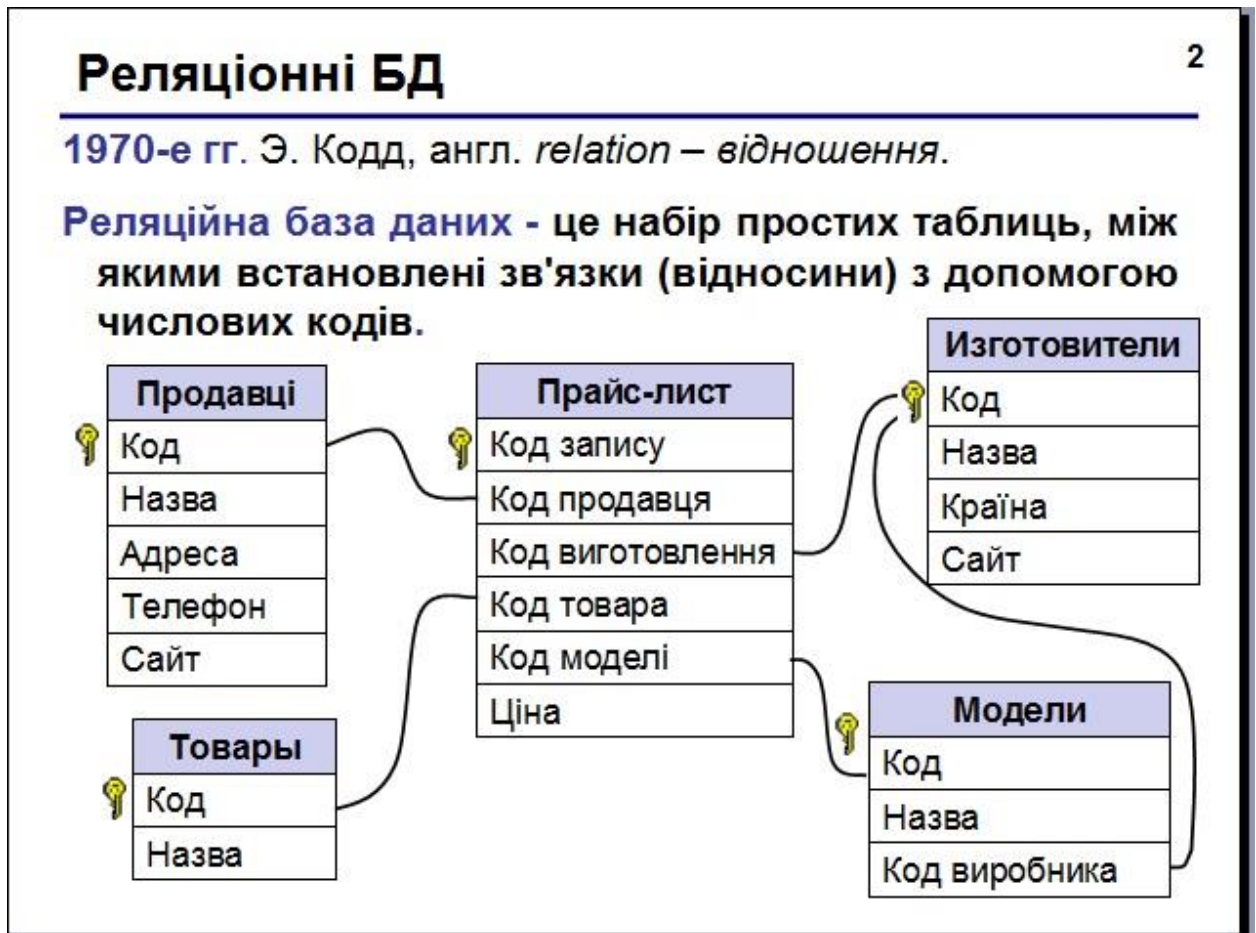 2
Реляціонні БД
1970-е гг. Э. Кодд, англ. relation – відношення.
Реляційна база даних - це набір простих таблиць, між
якими встановлені зв'язки (відносини) з допомогою
числових кодів.
Продавці
Код
Назва
Адреса
Телефон
Сайт
Товары
Код
Назва
Прайс-лист
Код запису
Код продавця
Код виготовлення
Код товара
Код моделі
Ціна
Изготовители
Код
Назва
Країна
Сайт
Модели
Код
Назва
Код виробника